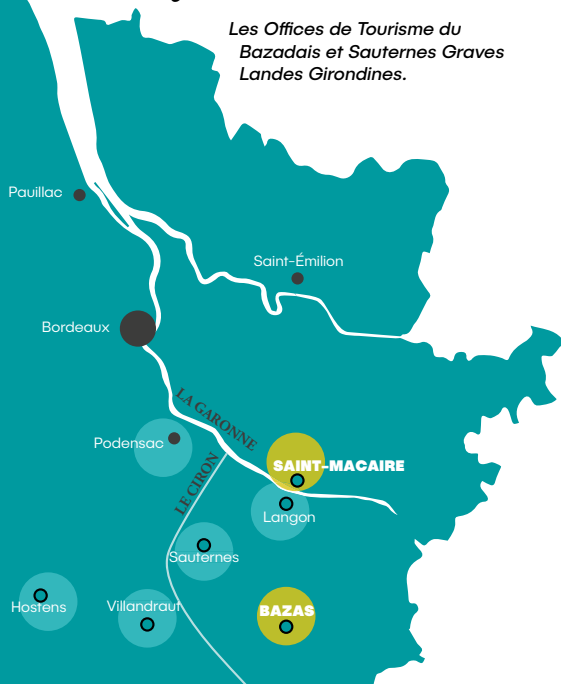 Les Offices de Tourisme du
Bazadais et Sauternes Graves
Landes Girondines.
Pauillac
Saint-Émilion
Bordeaux
LA GARONNE
Podensac
SAINT-MACAIRE
LE CIRON
Langon
Sauternes
Hostens
Villandraut
BAZAS